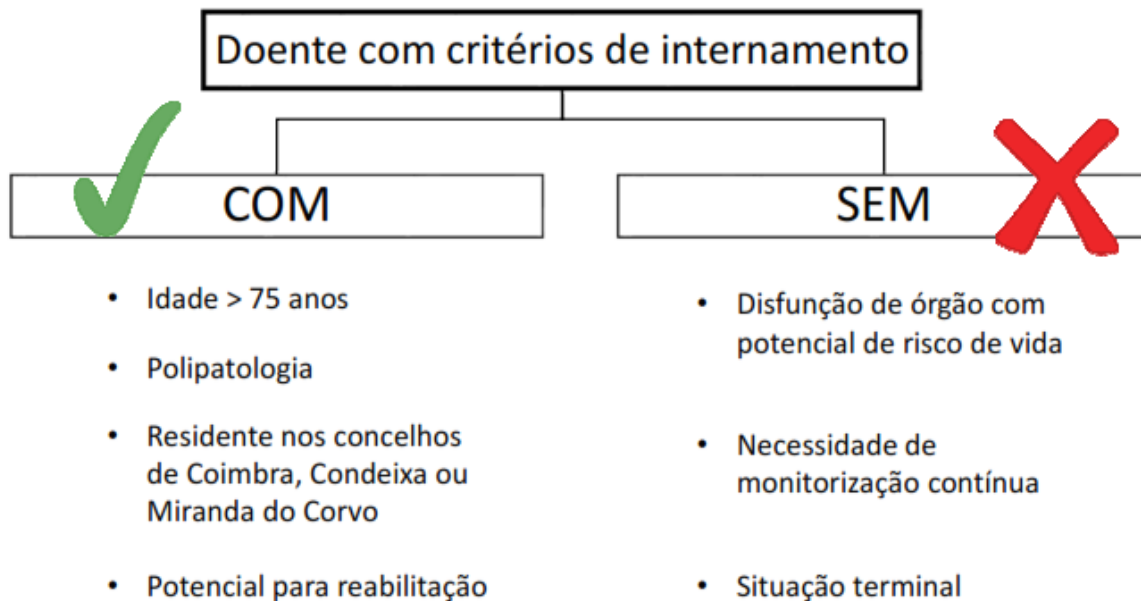 Doente com critérios de internamento
COM
• Idade > 75 anos
• Polipatologia
• Residente nos concelhos
de Coimbra, Condeixa ou
Miranda do Corvo
• Potencial para reabilitação
SEM
• Disfunção de órgão com
potencial de risco de vida
• Necessidade de
monitorização contínua
• Situação terminal